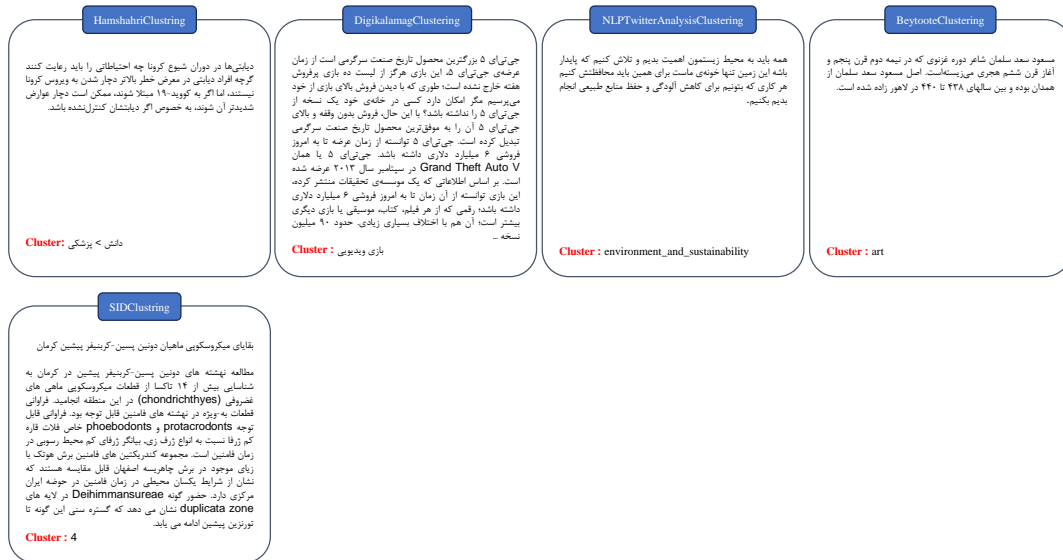 HamshahriClustring
دیابتی‌ها در دوران شیوع کرونا چه احتیاطاتی را باید رعایت کنند
گرچه افراد دیابتی در معرض خطر بالاتر دچار شدن به ویروس کرونا
نیستند، اما اگر به کووید-۱۹ مبتلا شوند، ممکن است دچار عوارض
شدیدتر آن شوند، به خصوص اگر دیابتشان کنترل‌نشده باشد.
Cluster: دانش > پزشکی
DigikalamagClustering
جی‌تی‌ای ۵ بزرگترین محصول تاریخ صنعت سرگرمی است از زمان
عرضه‌ی جی‌تی‌ای ۵، این بازی هرگز از لیست ده بازی پرفروش
هفته خارج نشده است؛ طوری که با دیدن فروش بالای بازی از خود
می‌پرسیم مگر امکان دارد کسی در خانه‌ی خود یک نسخه از
جی‌تی‌ای ۵ را نداشته باشد؟ با این حال، فروش بدون وقفه و بالای
جی‌تی‌ای ۵ آن را به موفق‌ترین محصول تاریخ صنعت سرگرمی
تبدیل کرده است. جی‌تی‌ای ۵ توانسته از زمان عرضه تا به امروز
فروشی ۶ میلیارد دلاری داشته باشد. جی‌تی‌ای ۵ یا همان
Grand Theft Auto V در سپتامبر سال ۲۰۱۳ عرضه شده
است. بر اساس اطلاعاتی که یک موسسه‌ی تحقیقات منتشر کرده،
این بازی توانسته از آن زمان تا به امروز فروشی ۶ میلیارد دلاری
داشته باشد؛ رقمی که از هر فیلم، کتاب، موسیقی یا بازی دیگری
بیشتر است؛ آن هم با اختلاف بسیاری زیادی. حدود ۹۰ میلیون
نسخه ...
Cluster : بازی ویدیویی
NLPTwitterAnalysisClustering
همه باید به محیط زیستمون اهمیت بدیم و تلاش کنیم که پایدار
باشه این زمین تنها خونه‌ی ماست برای همین باید محافظتش کنیم
هر کاری که بتونیم برای کاهش آلودگی و حفظ منابع طبیعی انجام
بدیم بکنیم.
Cluster : environment_and_sustainability
BeytooteClustering
مسعود سعد سلمان شاعر دوره غزنوی که در نیمه دوم قرن پنجم و
آغاز قرن ششم هجری می‌زیسته‌است. اصل مسعود سعد سلمان از
همدان بوده و بین سالهای ۴۳۸ تا ۴۴۰ در لاهور زاده شده است.
Cluster : art
SIDClustring
بقایای میکروسکوپی ماهیان دونین پسین-کربنیفر پیشین کرمان
مطالعه نهشته های دونین پسین-کربنیفر پیشین در کرمان به
شناسایی بیش از ۱۴ تاکسا از قطعات میکروسکوپی ماهی های
غضروفی (chondrichthyes) در این منطقه انجامید. فراوانی
قطعات به-ویژه در نهشته های فامنین قابل توجه بود. فراوانی قابل
توجه protacrodonts و phoebodonts خاص فلات قاره
کم ژرفا نسبت به انواع ژرف زی، بیانگر ژرفای کم محیط رسوبی در
زمان فامنین است. مجموعه کندریکتین های فامنین برش هوتک با
زیای موجود در برش چاهریسه اصفهان قابل مقایسه هستند که
نشان از شرایط یکسان محیطی در زمان فامنین در حوضه ایران
مرکزی دارد. حضور گونه Deihimmansureae در لایه های
duplicata zone نشان می دهد که گستره سنی این گونه تا
تورنزین پیشین ادامه می یابد.
Cluster : 4